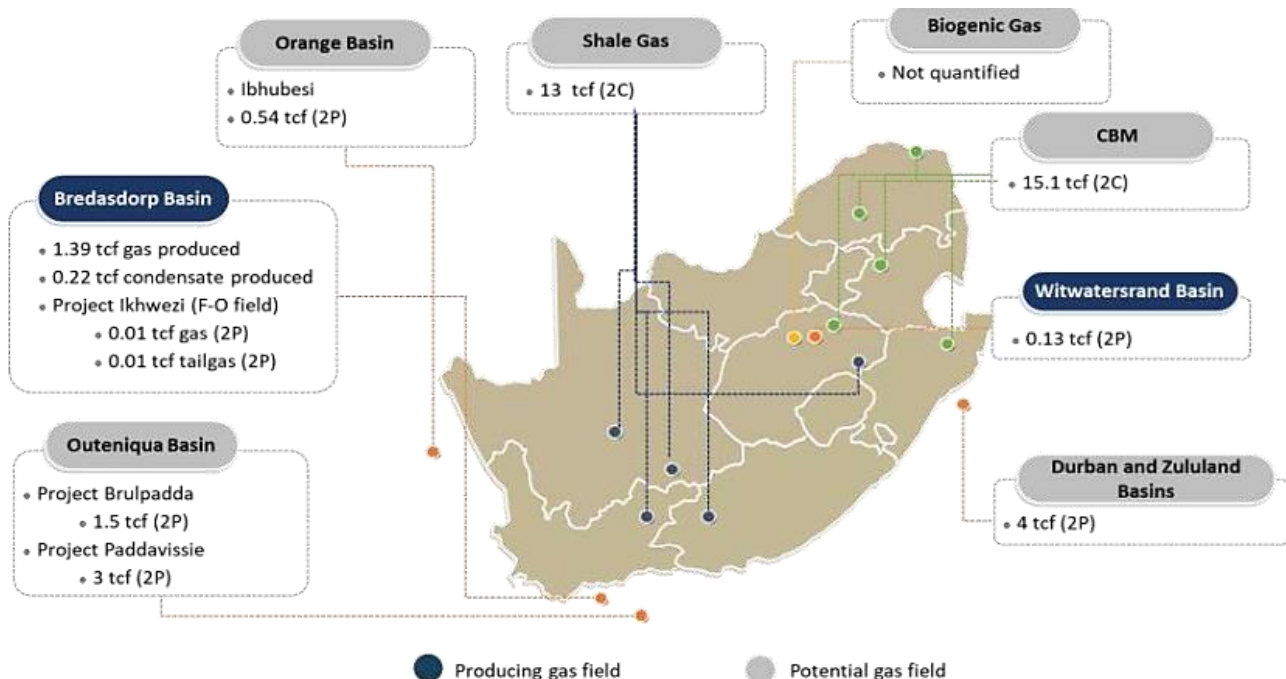 Orange Basin
Ibhubesi
0.54 tcf (2P)
Shale Gas
13 tcf (2C)
Biogenic Gas
Not quantified
CBM
15.1 tcf (2C)
Bredasdorp Basin
1.39 tcf gas produced
0.22 tcf condensate produced
Project Ikhwezi (F-O field)
0.01 tcf gas (2P)
0.01 tcf tailgas (2P)
Witwatersrand Basin
0.13 tcf (2P)
Outeniqua Basin
Project Brulpadda
1.5 tcf (2P)
Project Paddavissie
3 tcf (2P)
Durban and Zululand
Basins
4 tcf (2P)
Producing gas field
Potential gas field